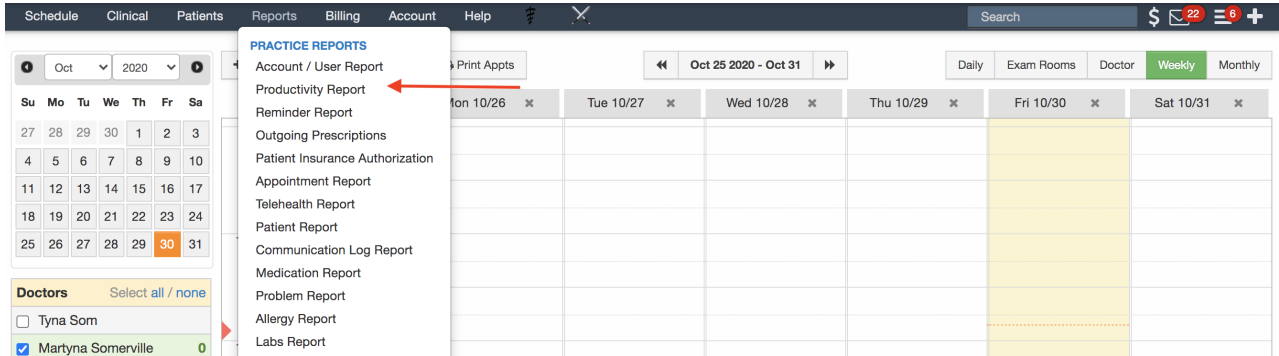 Schedule Clinical Patients Reports Billing Account Help Search $ 22 6
PRACTICE REPORTS
Account / User Report
Productivity Report
Reminder Report
Outgoing Prescriptions
Patient Insurance Authorization
Appointment Report
Telehealth Report
Patient Report
Communication Log Report
Medication Report
Problem Report
Allergy Report
Labs Report
Oct 2020
Su Mo Tu We Th Fr Sa
27 28 29 30 1 2 3
4 5 6 7 8 9 10
11 12 13 14 15 16 17
18 19 20 21 22 23 24
25 26 27 28 29 30 31
Doctors Select all / none
Tyna Som
Martyna Somerville 0
Print Appts Oct 25 2020 - Oct 31 Daily Exam Rooms Doctor Weekly Monthly
Mon 10/26 Tue 10/27 Wed 10/28 Thu 10/29 Fri 10/30 Sat 10/31